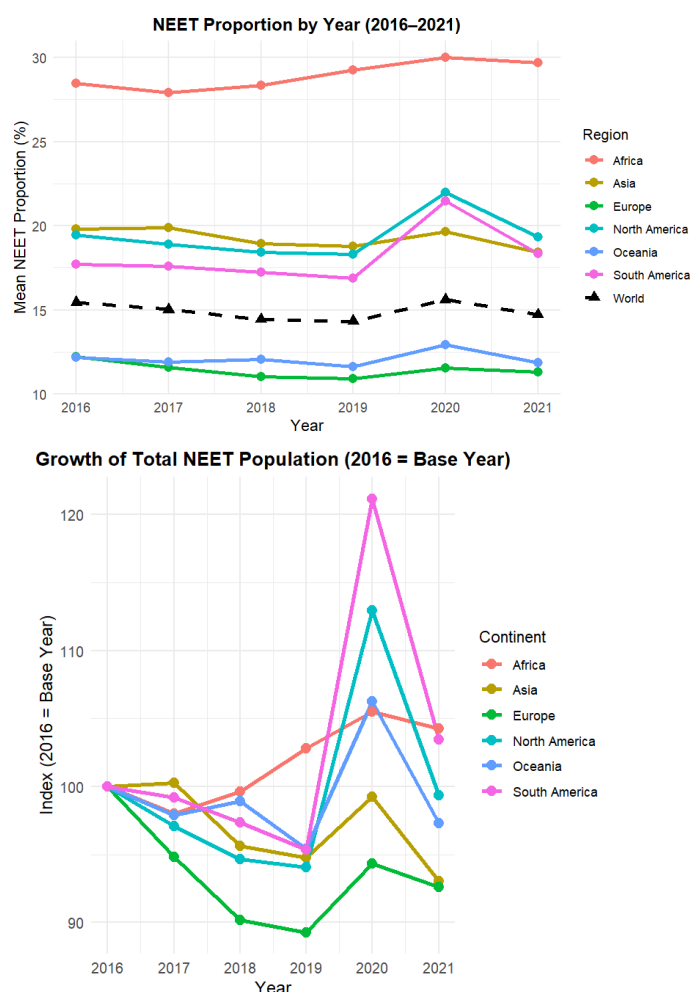 NEET Proportion by Year (2016–2021)
Mean NEET Proportion (%)
30
25
20
15
10
2016 2017 2018 2019 2020 2021
Year
Region
Africa
Asia
Europe
North America
Oceania
South America
World
Growth of Total NEET Population (2016 = Base Year)
Index (2016 = Base Year)
120
110
100
90
2016 2017 2018 2019 2020 2021
Year
Continent
Africa
Asia
Europe
North America
Oceania
South America